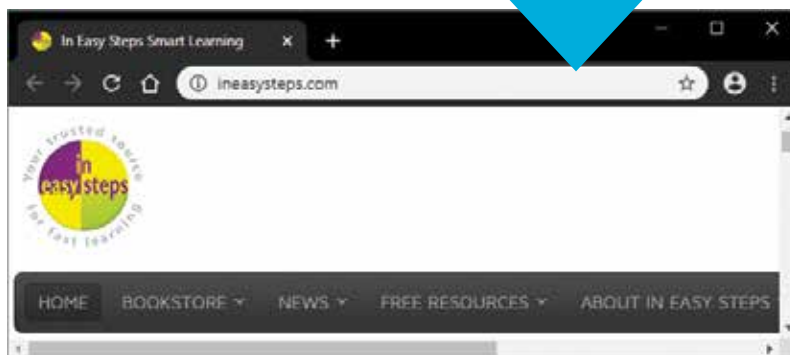 In Easy Steps Smart Learning
ineasysteps.com
Your trusted source
in
easy steps
for fast learning
HOME BOOKSTORE NEWS FREE RESOURCES ABOUT IN EASY STEPS